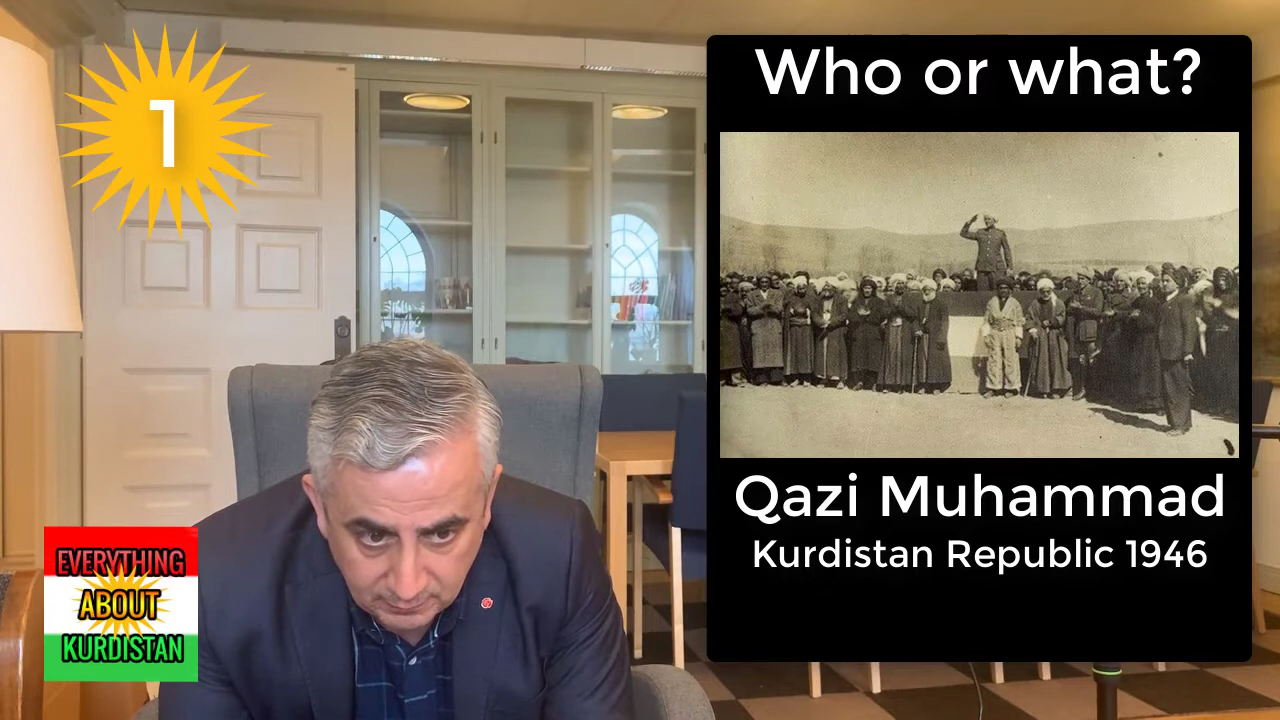 1
Who or what?
Qazi Muhammad
Kurdistan Republic 1946
EVERYTHING
ABOUT
KURDISTAN